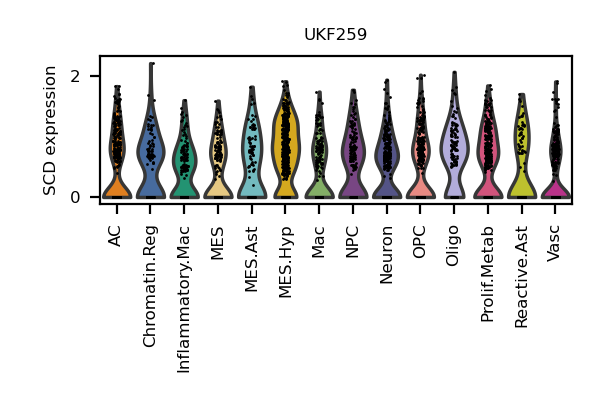 UKF259
SCD expression
2
0
AC
Chromatin.Reg
Inflammatory.Mac
MES
MES.Ast
MES.Hyp
Mac
NPC
Neuron
OPC
Oligo
Prolif.Metab
Reactive.Ast
Vasc